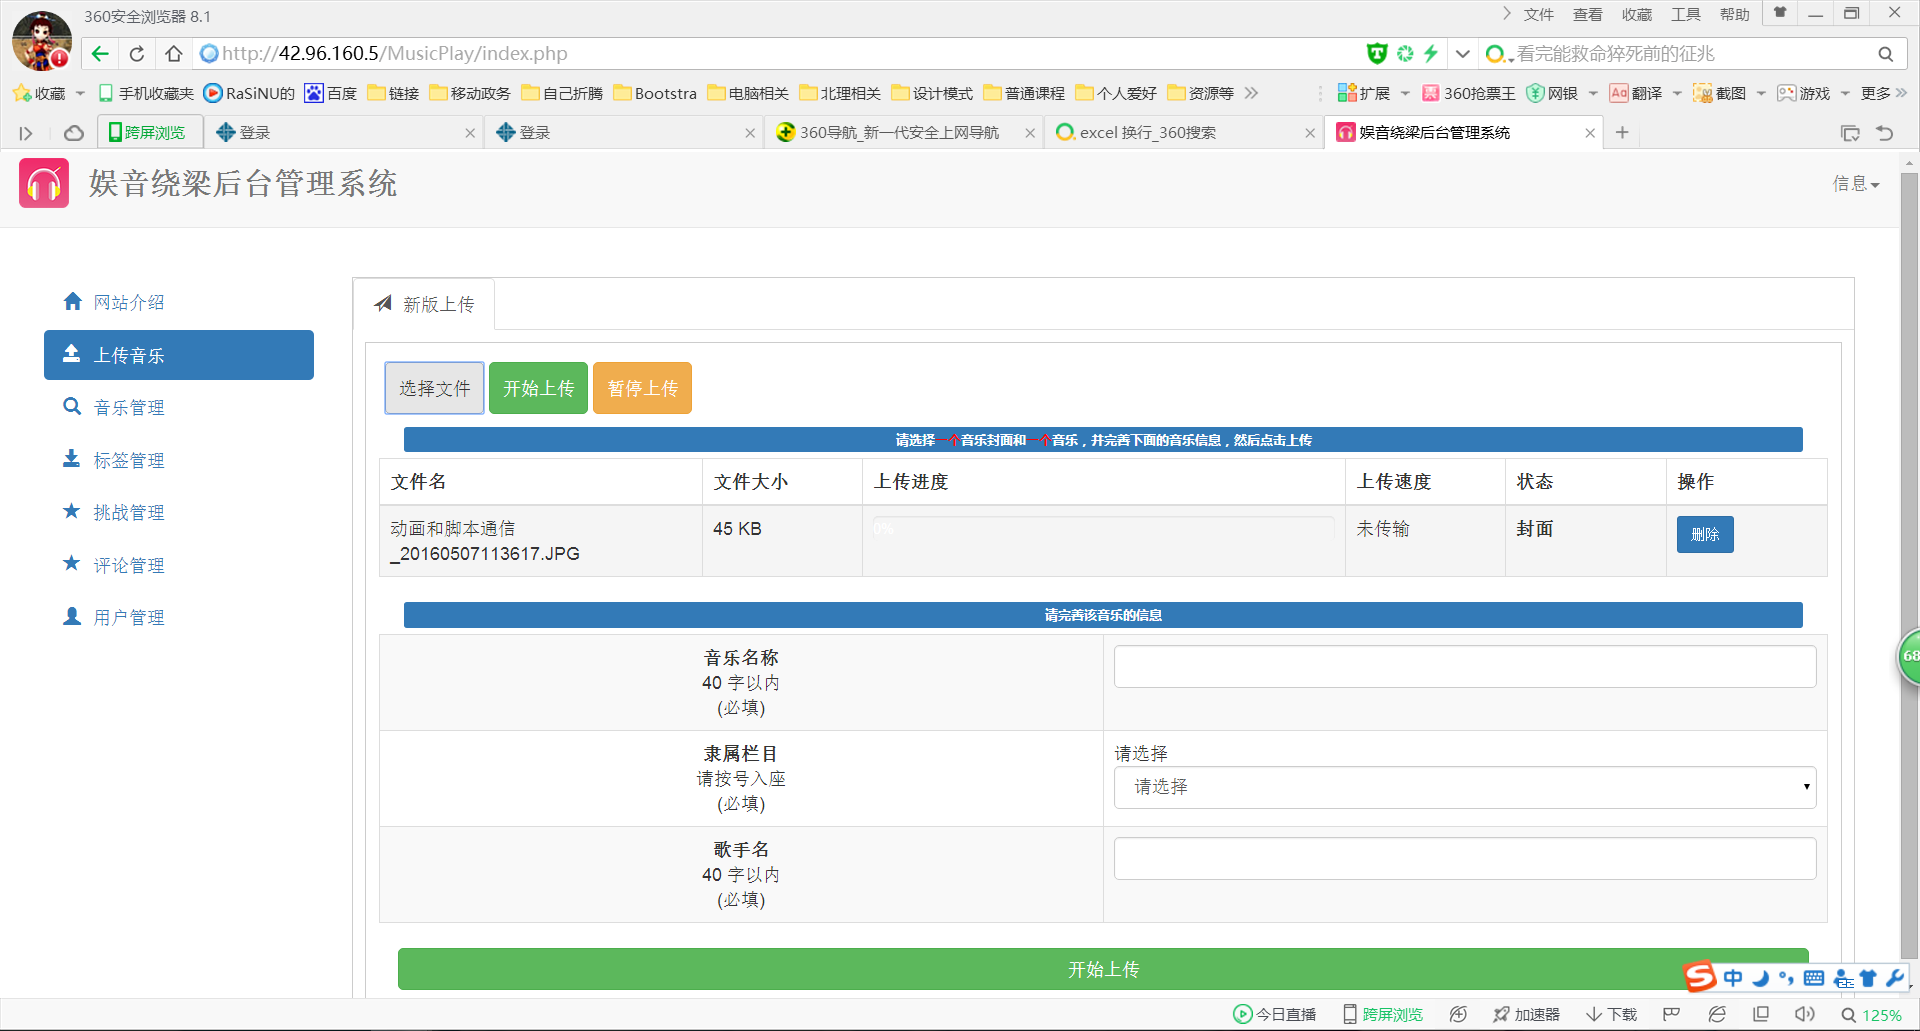 360安全浏览器 8.1
文件 查看 收藏 工具 帮助
http://42.96.160.5/MusicPlay/index.php
看完能救命猝死前的征兆
收藏 手机收藏夹 RaSiNU的 百度 链接 移动政务 自己折腾 Bootstra 电脑相关 北理相关 设计模式 普通课程 个人爱好 资源等 扩展 360抢票王 网银 翻译 截图 游戏 更多
跨屏浏览 登录 登录 360导航_新一代安全上网导航 excel 换行_360搜索 娱音绕梁后台管理系统
娱音绕梁后台管理系统
信息
网站介绍
上传音乐
音乐管理
标签管理
挑战管理
评论管理
用户管理
新版上传
选择文件 开始上传 暂停上传
请选择一个音乐封面和一个音乐，并完善下面的音乐信息，然后点击上传
文件名 文件大小 上传进度 上传速度 状态 操作
动画和脚本通信
_20160507113617.JPG
45 KB 0% 未传输 封面 删除
请完善该音乐的信息
音乐名称
40 字以内
(必填)
隶属栏目
请按号入座
(必填)
请选择
请选择
歌手名
40 字以内
(必填)
开始上传
68
中
今日直播 跨屏浏览 加速器 下载 125%